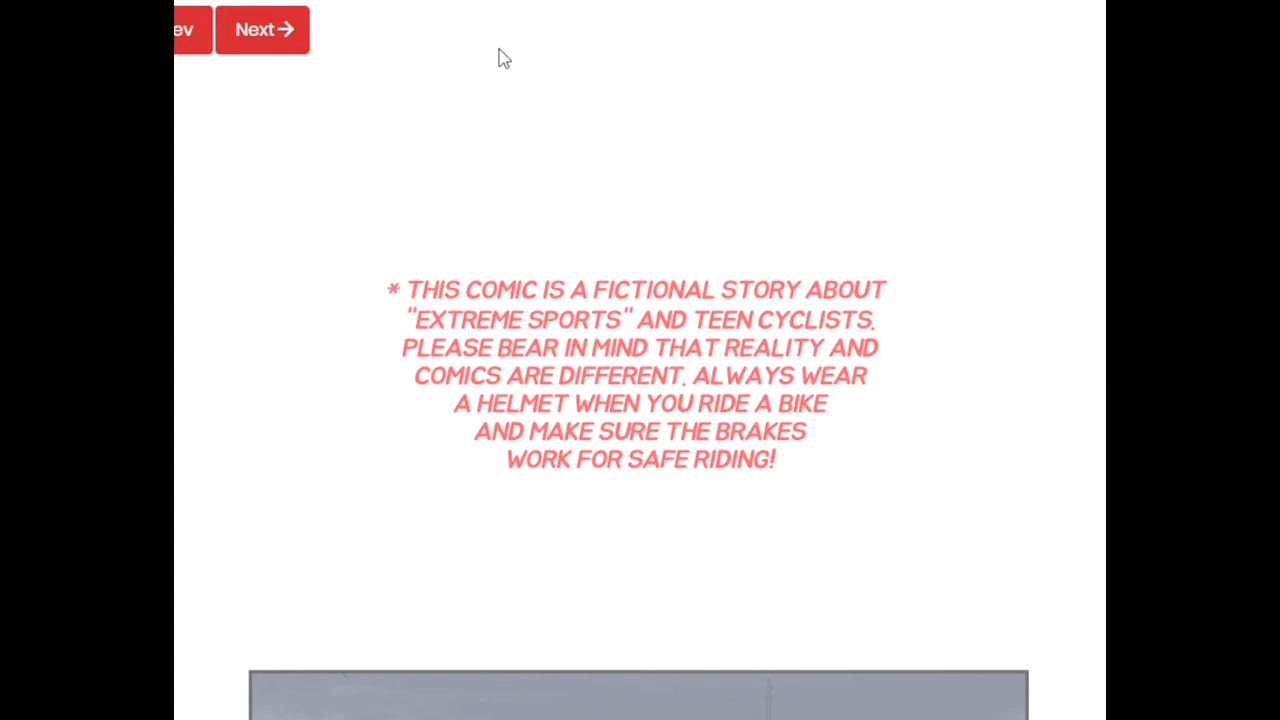 ev
Next
* THIS COMIC IS A FICTIONAL STORY ABOUT
"EXTREME SPORTS" AND TEEN CYCLISTS.
PLEASE BEAR IN MIND THAT REALITY AND
COMICS ARE DIFFERENT. ALWAYS WEAR
A HELMET WHEN YOU RIDE A BIKE
AND MAKE SURE THE BRAKES
WORK FOR SAFE RIDING!